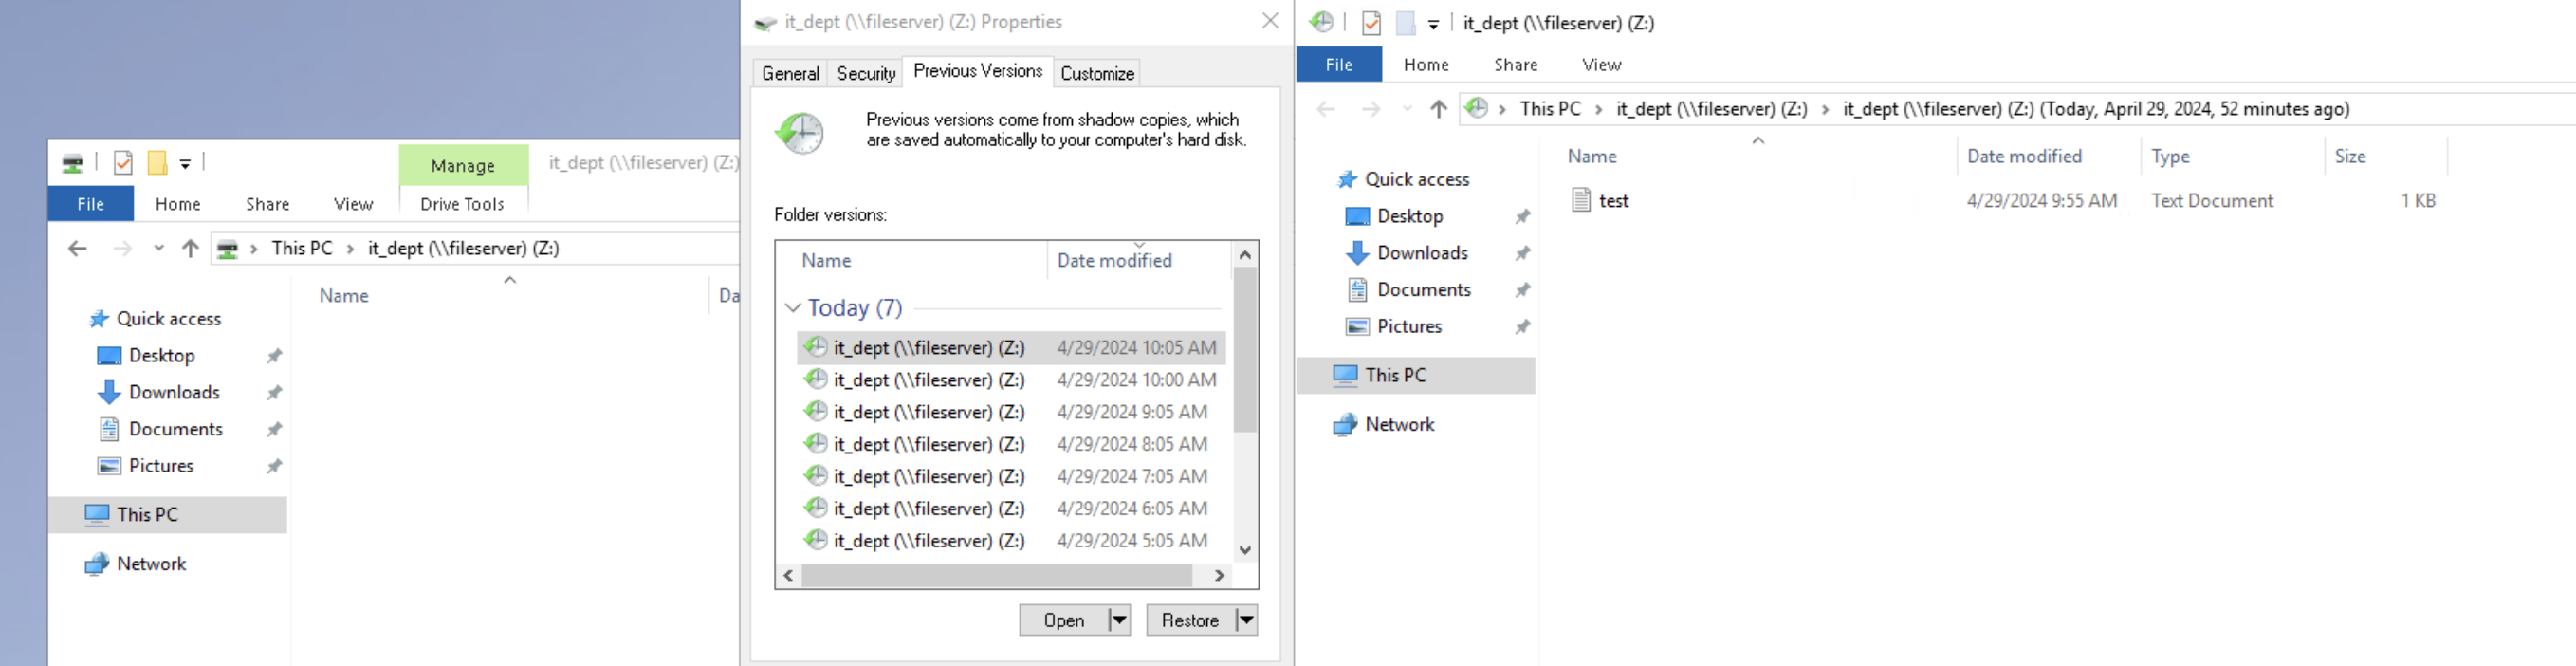 Manage
it_dept (\\fileserver) (Z:)
File
Home
Share
View
Drive Tools
This PC
it_dept (\\fileserver) (Z:)
Name
Da
Quick access
Desktop
Downloads
Documents
Pictures
This PC
Network
it_dept (\\fileserver) (Z:) Properties
General
Security
Previous Versions
Customize
Previous versions come from shadow copies, which
are saved automatically to your computer's hard disk.
Folder versions:
Name
Date modified
Today (7)
it_dept (\\fileserver) (Z:) 4/29/2024 10:05 AM
it_dept (\\fileserver) (Z:) 4/29/2024 10:00 AM
it_dept (\\fileserver) (Z:) 4/29/2024 9:05 AM
it_dept (\\fileserver) (Z:) 4/29/2024 8:05 AM
it_dept (\\fileserver) (Z:) 4/29/2024 7:05 AM
it_dept (\\fileserver) (Z:) 4/29/2024 6:05 AM
it_dept (\\fileserver) (Z:) 4/29/2024 5:05 AM
Open
Restore
it_dept (\\fileserver) (Z:)
File
Home
Share
View
This PC
it_dept (\\fileserver) (Z:)
it_dept (\\fileserver) (Z:) (Today, April 29, 2024, 52 minutes ago)
Name
Date modified
Type
Size
Quick access
Desktop
Downloads
Documents
Pictures
This PC
Network
test 4/29/2024 9:55 AM Text Document 1 KB